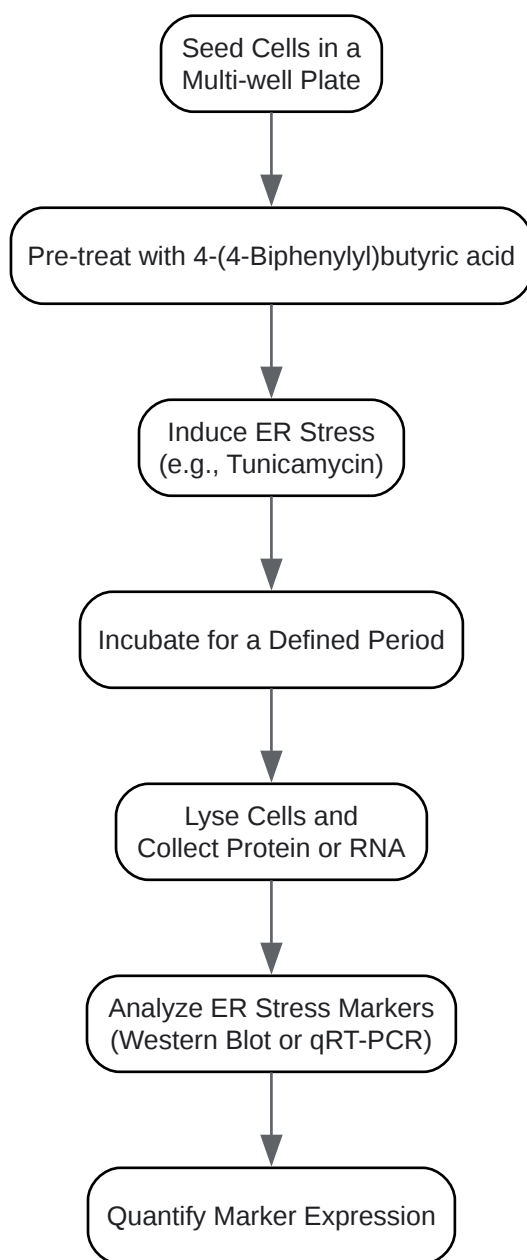 Seed Cells in a
Multi-well Plate
Pre-treat with 4-(4-Biphenylyl)butyric acid
Induce ER Stress
(e.g., Tunicamycin)
Incubate for a Defined Period
Lyse Cells and
Collect Protein or RNA
Analyze ER Stress Markers
(Western Blot or qRT-PCR)
Quantify Marker Expression